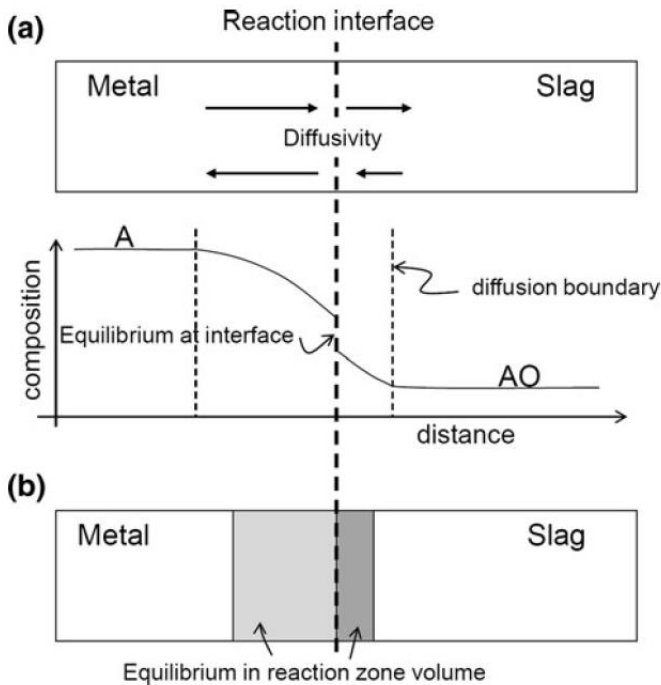 Reaction interface
(a)
Metal
Slag
Diffusivity
A
composition
diffusion boundary
Equilibrium at interface
AO
distance
(b)
Metal
Slag
Equilibrium in reaction zone volume